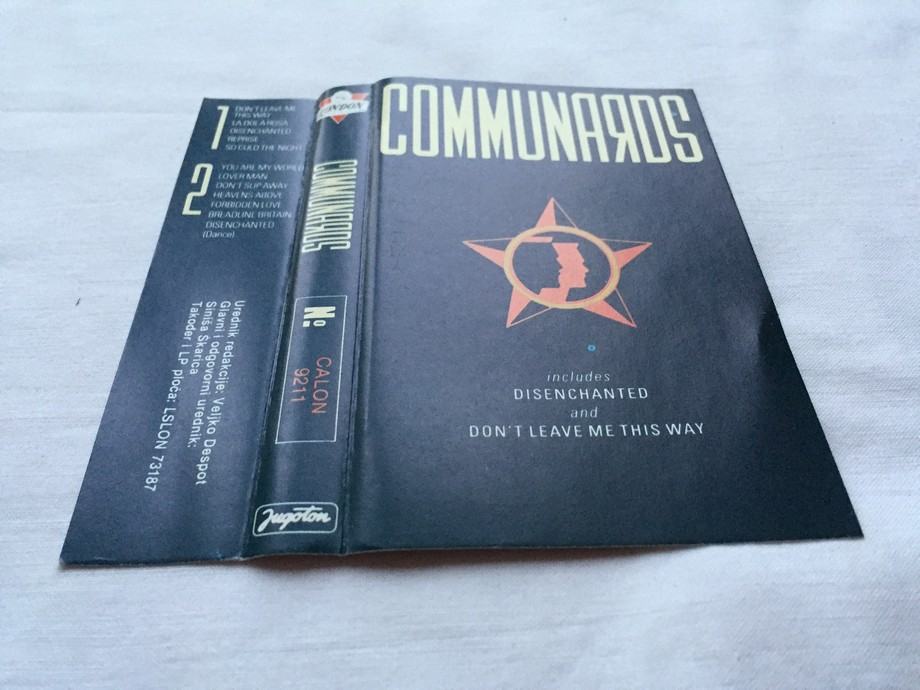 1
DON'T LEAVE ME
THIS WAY
LA DOLAROSA
DISENCHANTED
REPRISE
SO CULD THE NIGHT
2
YOU ARE MY WORLD
LOVER MAN
DON'T SLIP AWAY
HEAVENS ABOVE
FORBIDDEN LOVE
BREADLINE BRITAIN
DISENCHANTED
(Dance)
Urednik redakcije: Veljko Despot
Glavni i odgovorni urednik:
Siniša Škarica
Također i LP ploča: LSLON 73187
LONDON
COMMUNARDS
No:
CALON
9211
Jugoton
COMMUNARDS
includes
DISENCHANTED
and
DON'T LEAVE ME THIS WAY